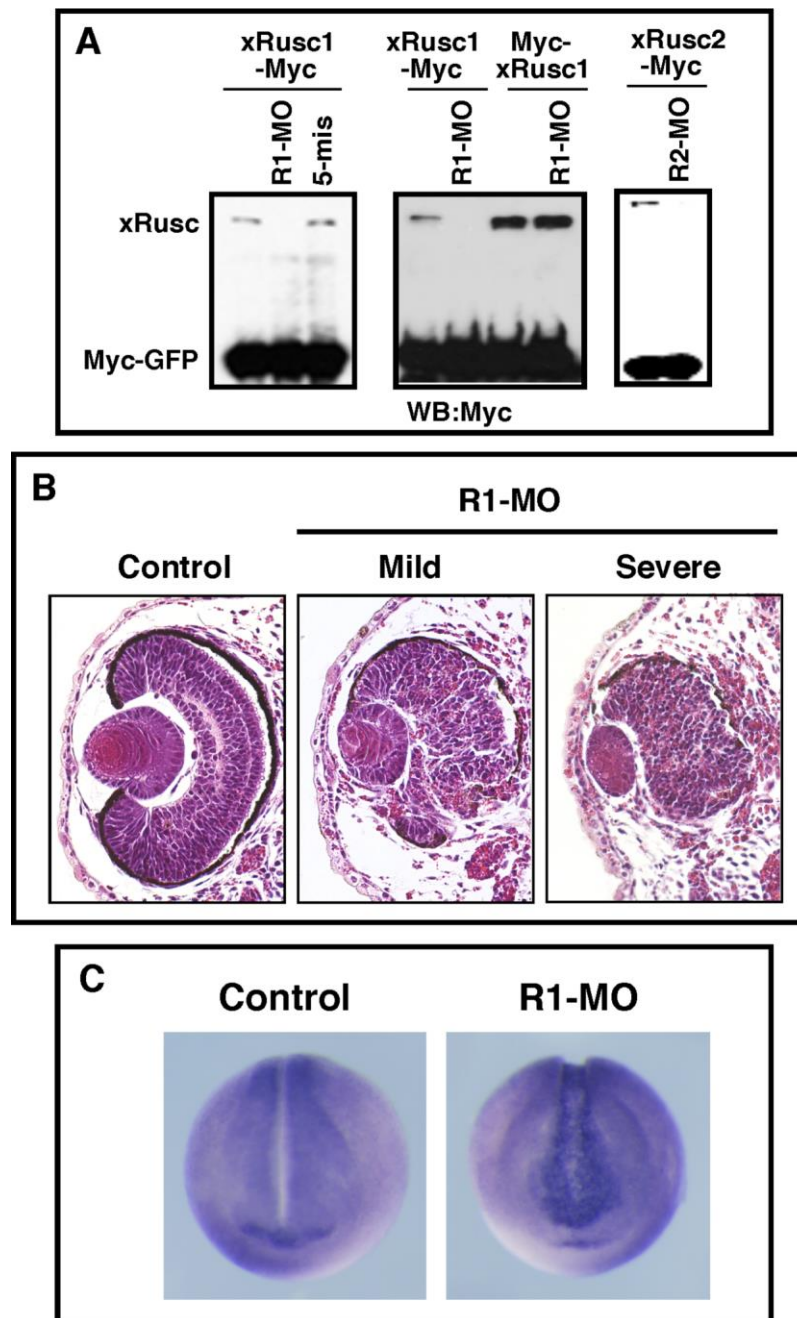 A
xRusc1 -Myc
R1-MO
5-mis
xRusc1 -Myc
R1-MO
Myc- xRusc1
R1-MO
xRusc2 -Myc
R2-MO
xRusc
Myc-GFP
WB:Myc
B
R1-MO
Control
Mild
Severe
C
Control
R1-MO